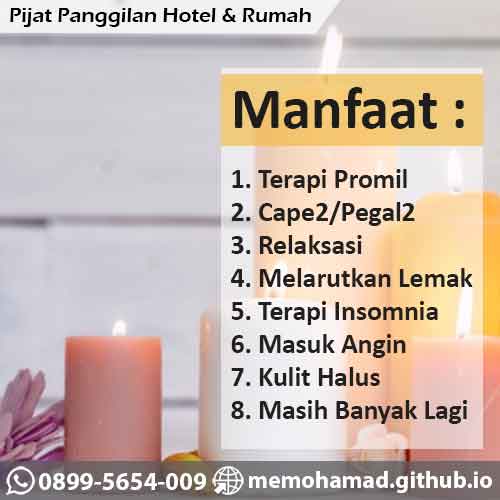 Pijat Panggilan Hotel & Rumah
Manfaat :
1. Terapi Promil
2. Cape2/Pegal2
3. Relaksasi
4. Melarutkan Lemak
5. Terapi Insomnia
6. Masuk Angin
7. Kulit Halus
8. Masih Banyak Lagi
0899-5654-009 memohamad.github.io